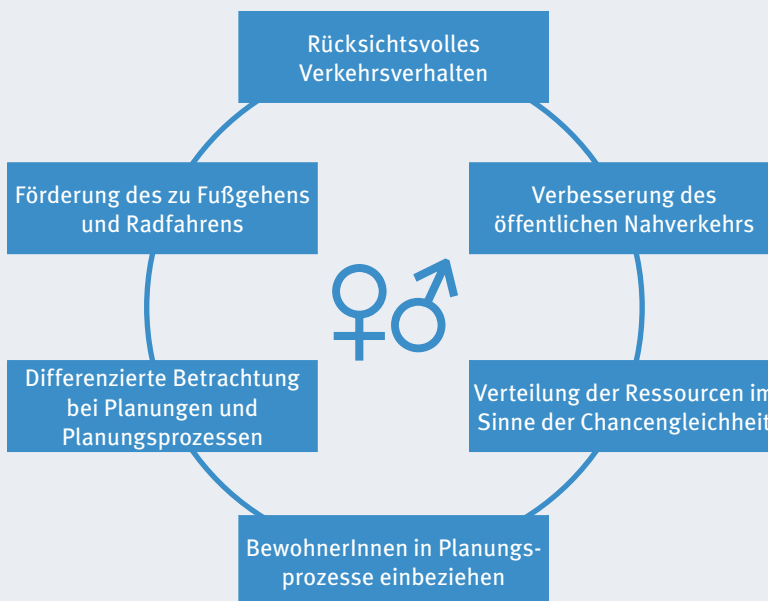 Rücksichtsvolles
Verkehrsverhalten
Förderung des zu Fußgehens
und Radfahrens
Verbesserung des
öffentlichen Nahverkehrs
Differenzierte Betrachtung
bei Planungen und
Planungsprozessen
Verteilung der Ressourcen im
Sinne der Chancengleichheit
BewohnerInnen in Planungs-
prozesse einbeziehen